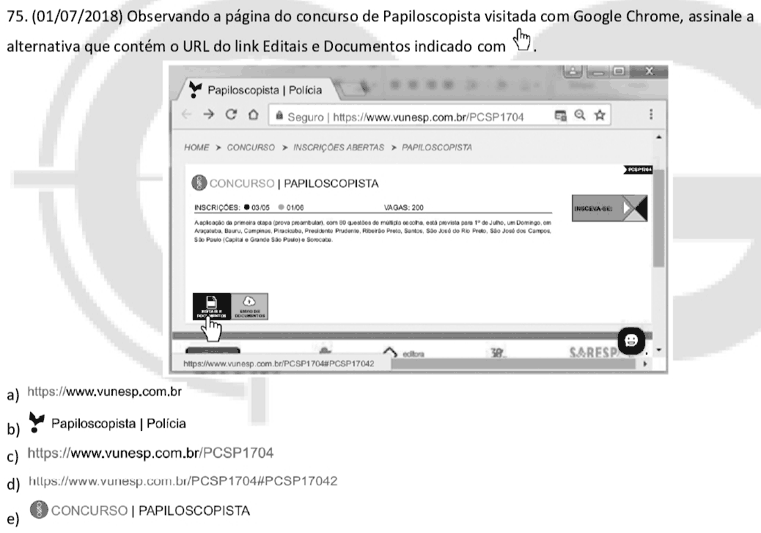 75. (01/07/2018) Observando a página do concurso de Papiloscopista visitada com Google Chrome, assinale a
alternativa que contém o URL do link Editais e Documentos indicado com .
Papiloscopista | Polícia
Seguro | https://www.vunesp.com.br/PCSP1704
HOME > CONCURSO > INSCRIÇÕES ABERTAS > PAPILOSCOPISTA
PCSP1704
CONCURSO | PAPILOSCOPISTA
INSCRIÇÕES: 03/05 01/06 VAGAS: 200
INSCREVA-SE:
A aplicação da primeira etapa (prova preambular), com 80 questões de múltipla escolha, está prevista para 1º de Julho, um Domingo, em
Araçatuba, Bauru, Campinas, Piracicaba, Presidente Prudente, Ribeirão Preto, Santos, São José do Rio Preto, São José dos Campos,
São Paulo (Capital e Grande São Paulo) e Sorocaba.
EDITAIS E DOCUMENTOS
ENVIO DE DOCUMENTOS
editora
SARESP
https://www.vunesp.com.br/PCSP1704#PCSP17042
a) https://www.vunesp.com.br
b) Papiloscopista | Polícia
c) https://www.vunesp.com.br/PCSP1704
d) https://www.vunesp.com.br/PCSP1704#PCSP17042
e) CONCURSO | PAPILOSCOPISTA